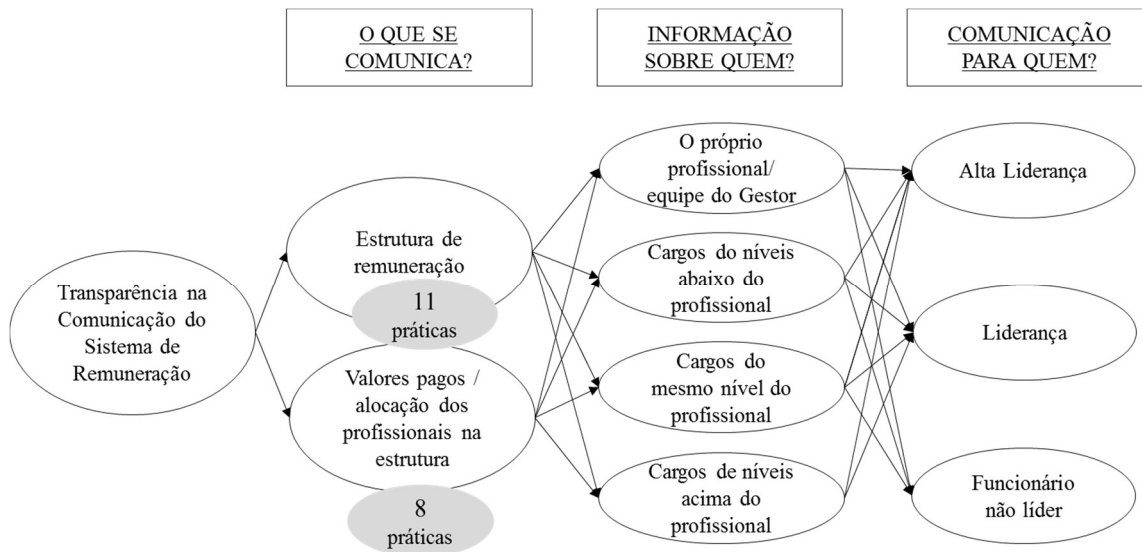 O QUE SE
COMUNICA?
INFORMAÇÃO
SOBRE QUEM?
COMUNICAÇÃO
PARA QUEM?
Transparência na
Comunicação do
Sistema de
Remuneração
Estrutura de
remuneração
11
práticas
Valores pagos /
alocação dos
profissionais na
estrutura
8
práticas
O próprio
profissional/
equipe do Gestor
Cargos do níveis
abaixo do
profissional
Cargos do
mesmo nível do
profissional
Cargos de níveis
acima do
profissional
Alta Liderança
Liderança
Funcionário
não líder